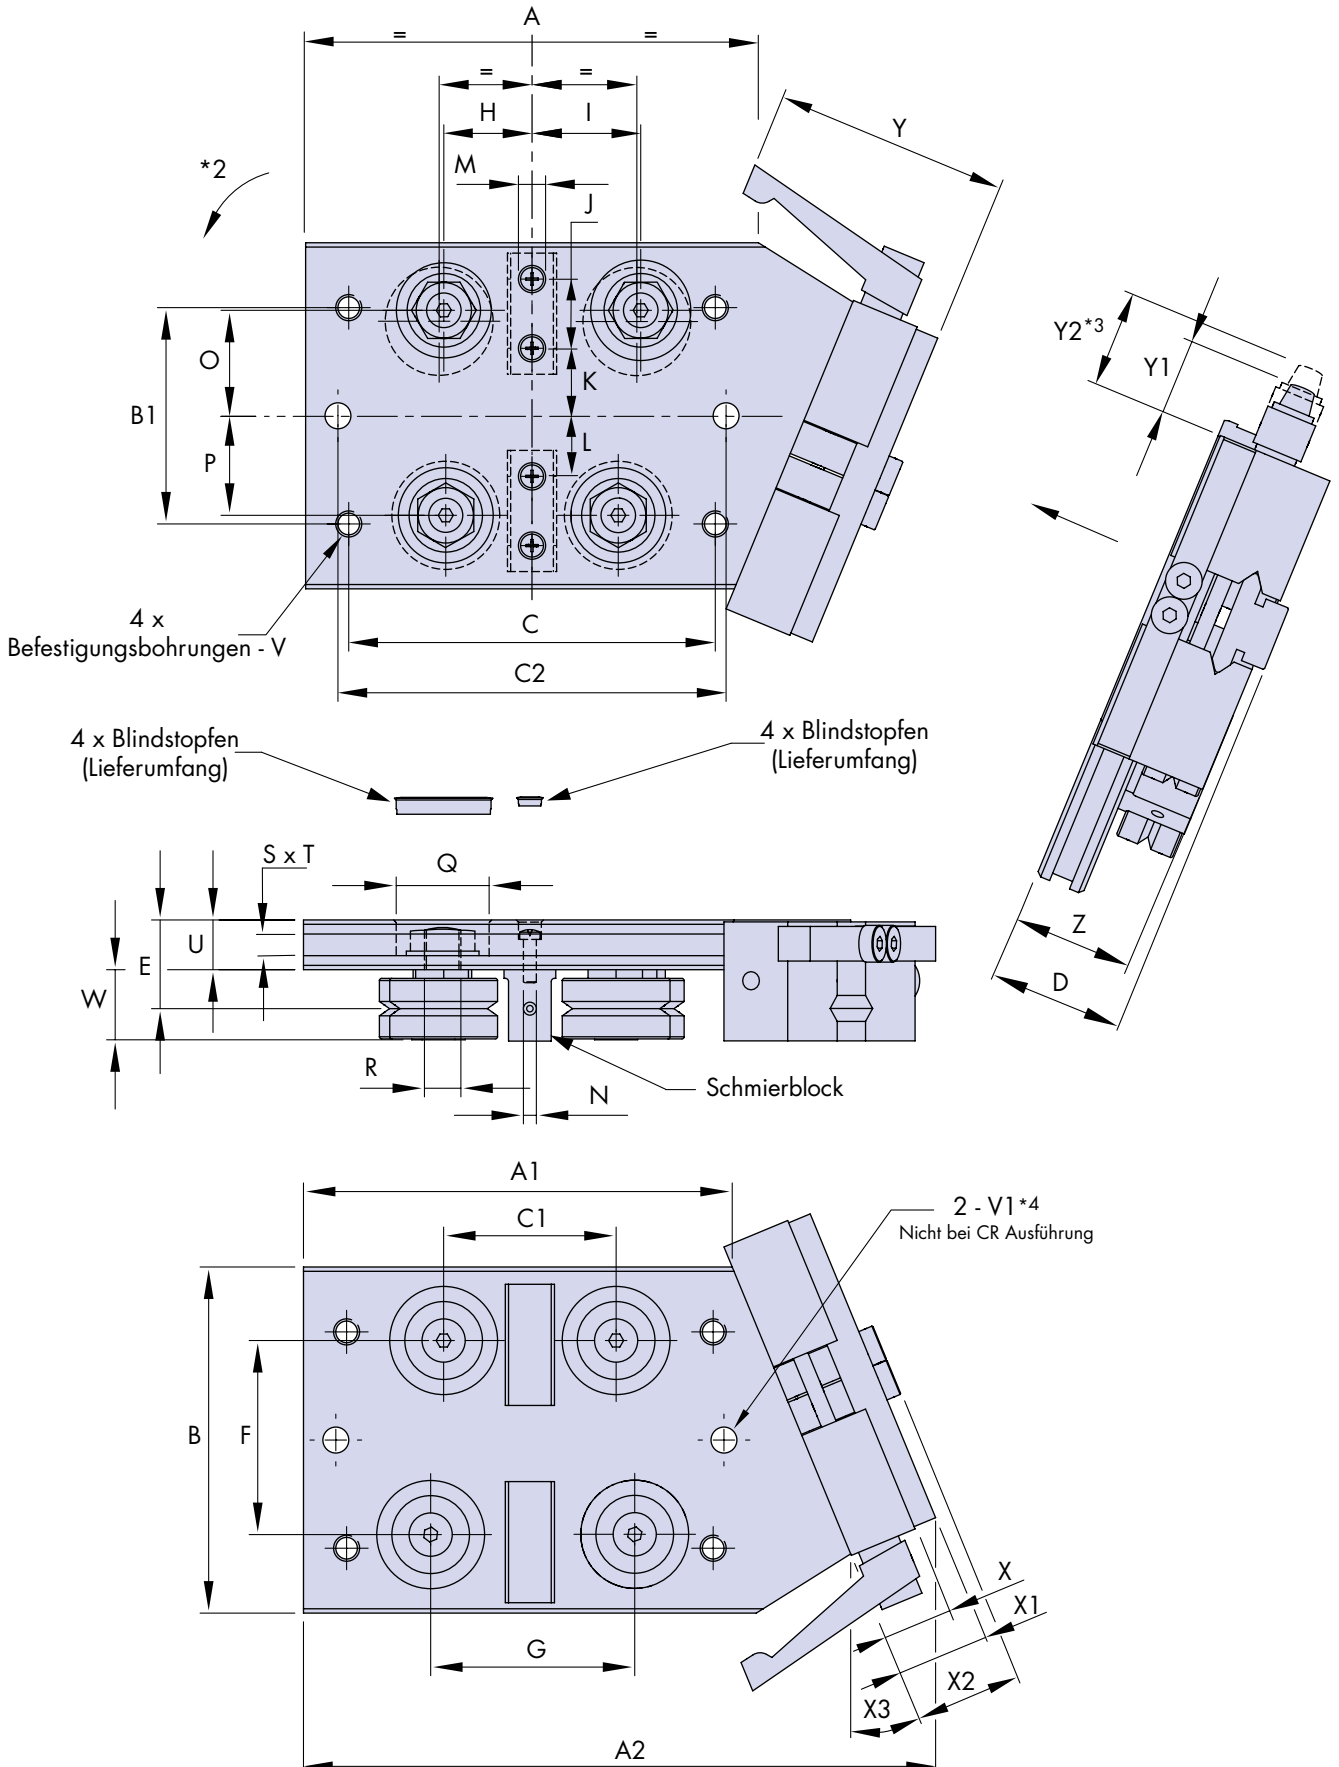 A
= =
= =
H I
M
J
*2
Y
O
K
B1
L
P
Y2*3
Y1
4 x
Befestigungsbohrungen - V
C
C2
4 x Blindstopfen
(Lieferumfang)
4 x Blindstopfen
(Lieferumfang)
S x T
Q
U
E
W
R
N
Schmierblock
Z
D
A1
C1
2 - V1*4
Nicht bei CR Ausführung
B
F
G
X
X1
X2
X3
A2